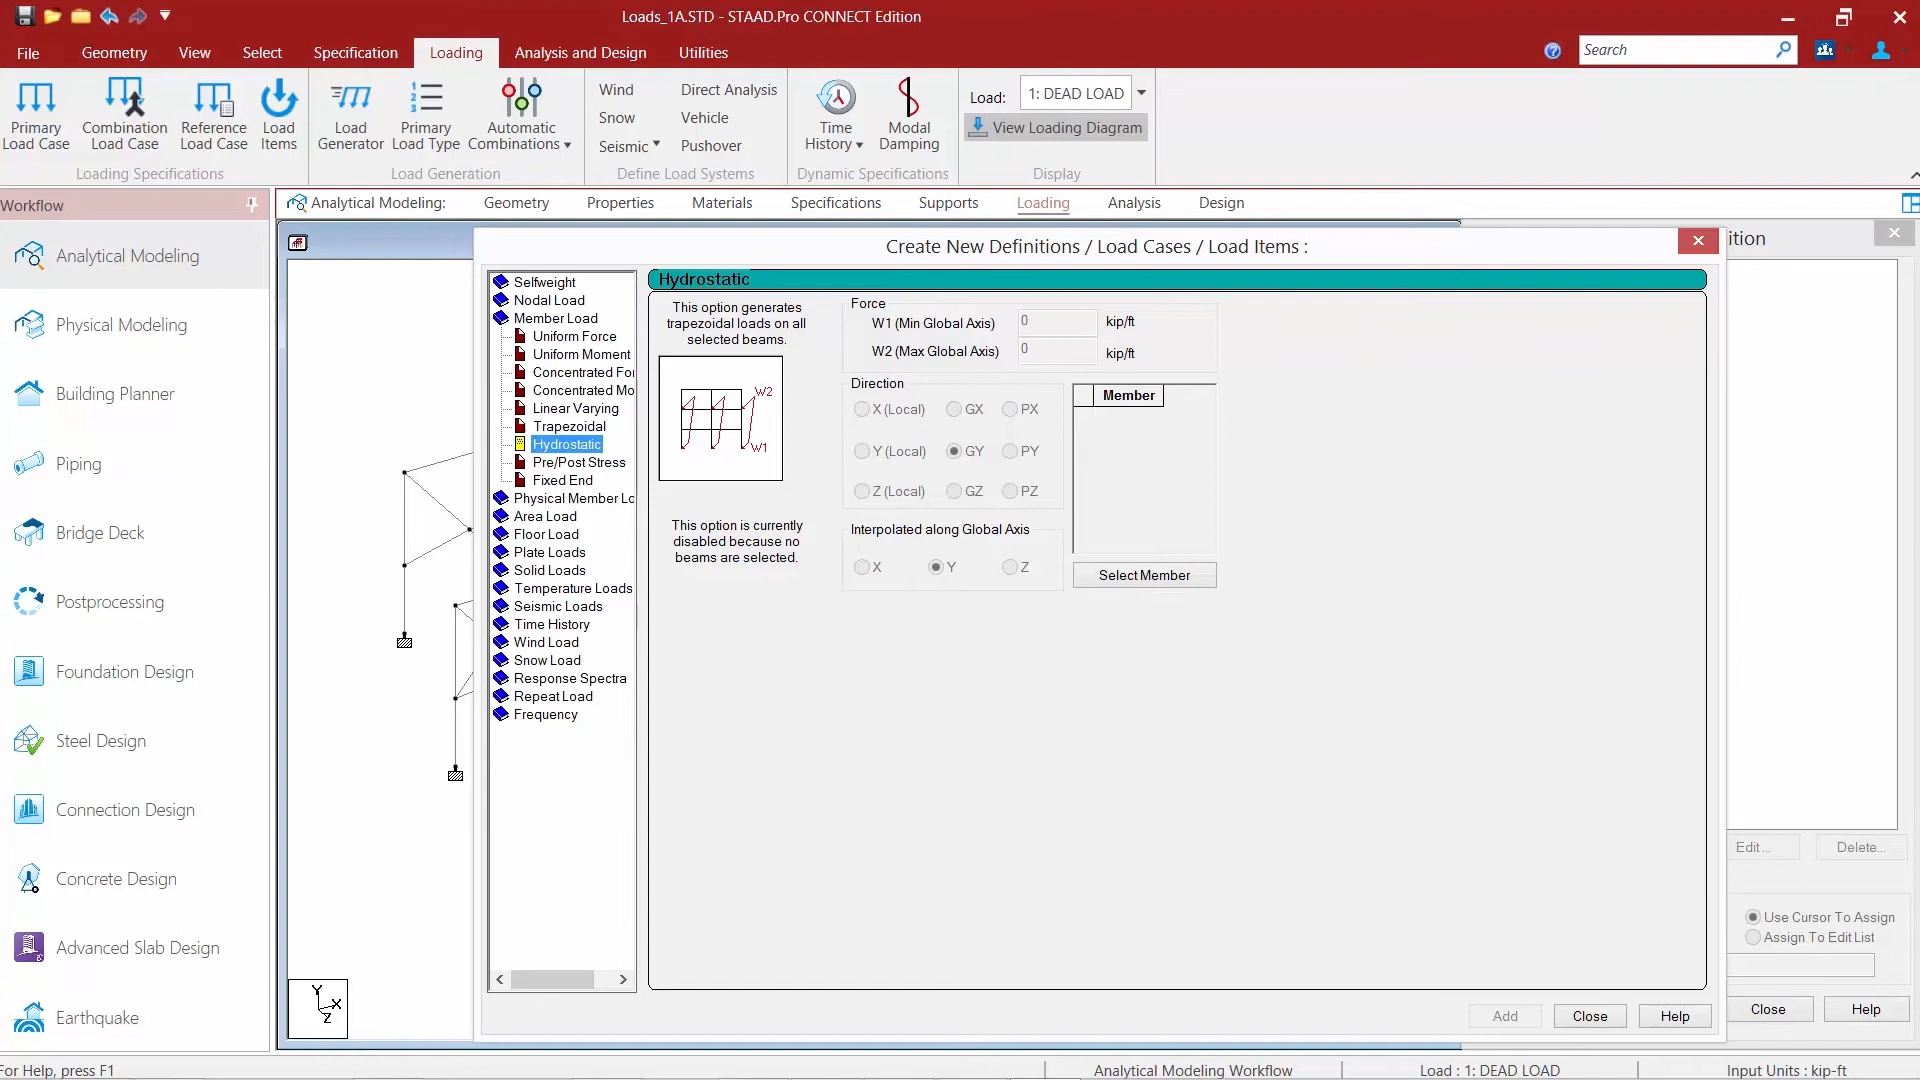 Loads_1A.STD - STAAD.Pro CONNECT Edition
File Geometry View Select Specification Loading Analysis and Design Utilities
Search
Primary Load Case
Combination Load Case
Reference Load Case
Load Items
Loading Specifications
Load Generator
Primary Load Type
Automatic Combinations
Load Generation
Wind
Snow
Seismic
Direct Analysis
Vehicle
Pushover
Define Load Systems
Time History
Modal Damping
Dynamic Specifications
Load: 1: DEAD LOAD
View Loading Diagram
Display
Workflow
Analytical Modeling: Geometry Properties Materials Specifications Supports Loading Analysis Design
Analytical Modeling
Physical Modeling
Building Planner
Piping
Bridge Deck
Postprocessing
Foundation Design
Steel Design
Connection Design
Concrete Design
Advanced Slab Design
Earthquake
Y
X
Z
Create New Definitions / Load Cases / Load Items :
Selfweight
Nodal Load
Member Load
Uniform Force
Uniform Moment
Concentrated For
Concentrated Mo
Linear Varying
Trapezoidal
Hydrostatic
Pre/Post Stress
Fixed End
Physical Member Lo
Area Load
Floor Load
Plate Loads
Solid Loads
Temperature Loads
Seismic Loads
Time History
Wind Load
Snow Load
Response Spectra
Repeat Load
Frequency
Hydrostatic
This option generates
trapezoidal loads on all
selected beams.
W2
W1
This option is currently
disabled because no
beams are selected.
Force
W1 (Min Global Axis) 0 kip/ft
W2 (Max Global Axis) 0 kip/ft
Direction
X (Local) GX PX
Y (Local) GY PY
Z (Local) GZ PZ
Interpolated along Global Axis
X Y Z
Member
Select Member
Add Close Help
ition
Edit... Delete...
Use Cursor To Assign
Assign To Edit List
Close Help
For Help, press F1
Analytical Modeling Workflow
Load : 1: DEAD LOAD
Input Units : kip-ft